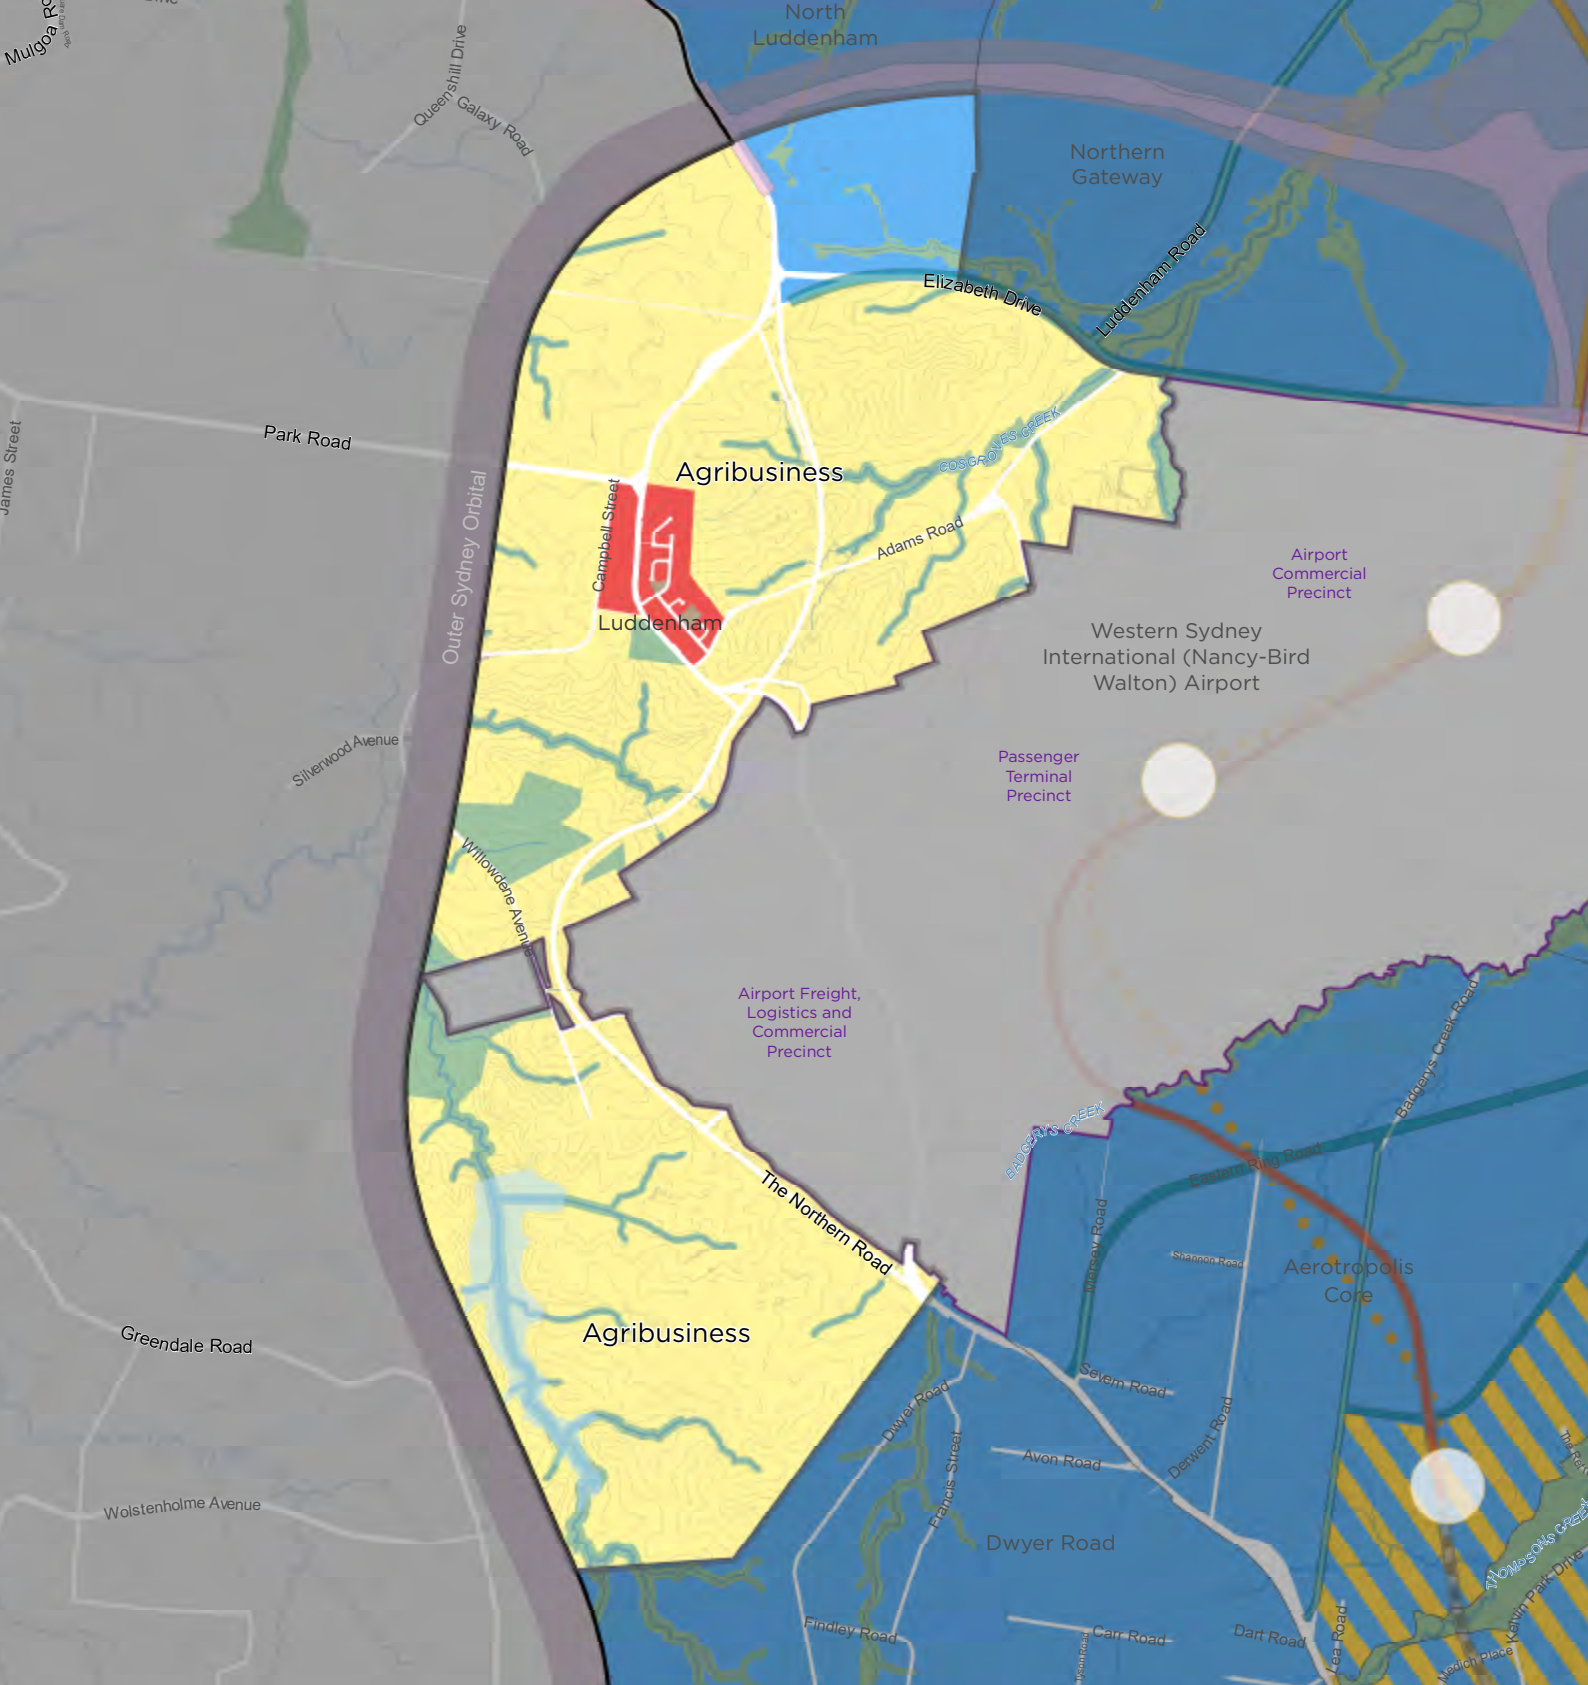 Mulgoa Ro
North
Luddenham
Queenshill Drive
Galaxy Road
Northern
Gateway
Luddenham Road
Elizabeth Drive
James Street
Park Road
Outer Sydney Orbital
Agribusiness
COSGROVES CREEK
Campbell Street
Adams Road
Luddenham
Airport
Commercial
Precinct
Western Sydney
International (Nancy-Bird
Walton) Airport
Silverwood Avenue
Passenger
Terminal
Precinct
Willowdene Avenue
Airport Freight,
Logistics and
Commercial
Precinct
Badgerys Creek Road
BADGERYS CREEK
Eastern Ring Road
The Northern Road
Mersey Road
Shannon Road
Aerotropolis
Core
Greendale Road
Agribusiness
Severn Road
Dwyer Road
Derwent Road
Francis Street
Avon Road
Wolstenholme Avenue
Dwyer Road
THOMPSONS CREEK
Kelvin Park Drive
Findley Road
Carr Road
Dart Road
Lea Road
Medich Place